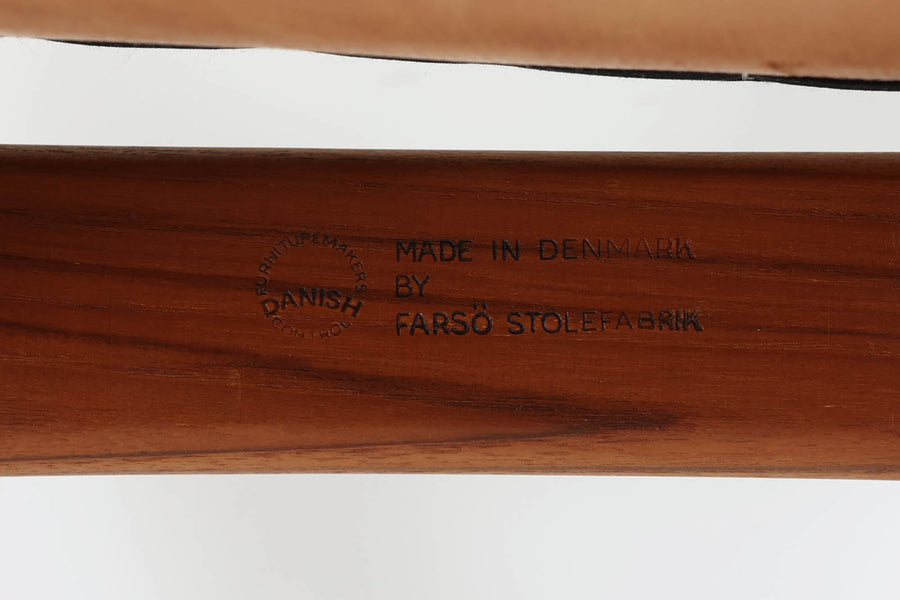 FURNITUREMAKERS
DANISH
CONTROL
MADE IN DENMARK
BY
FARSÖ STOLEFABRIK